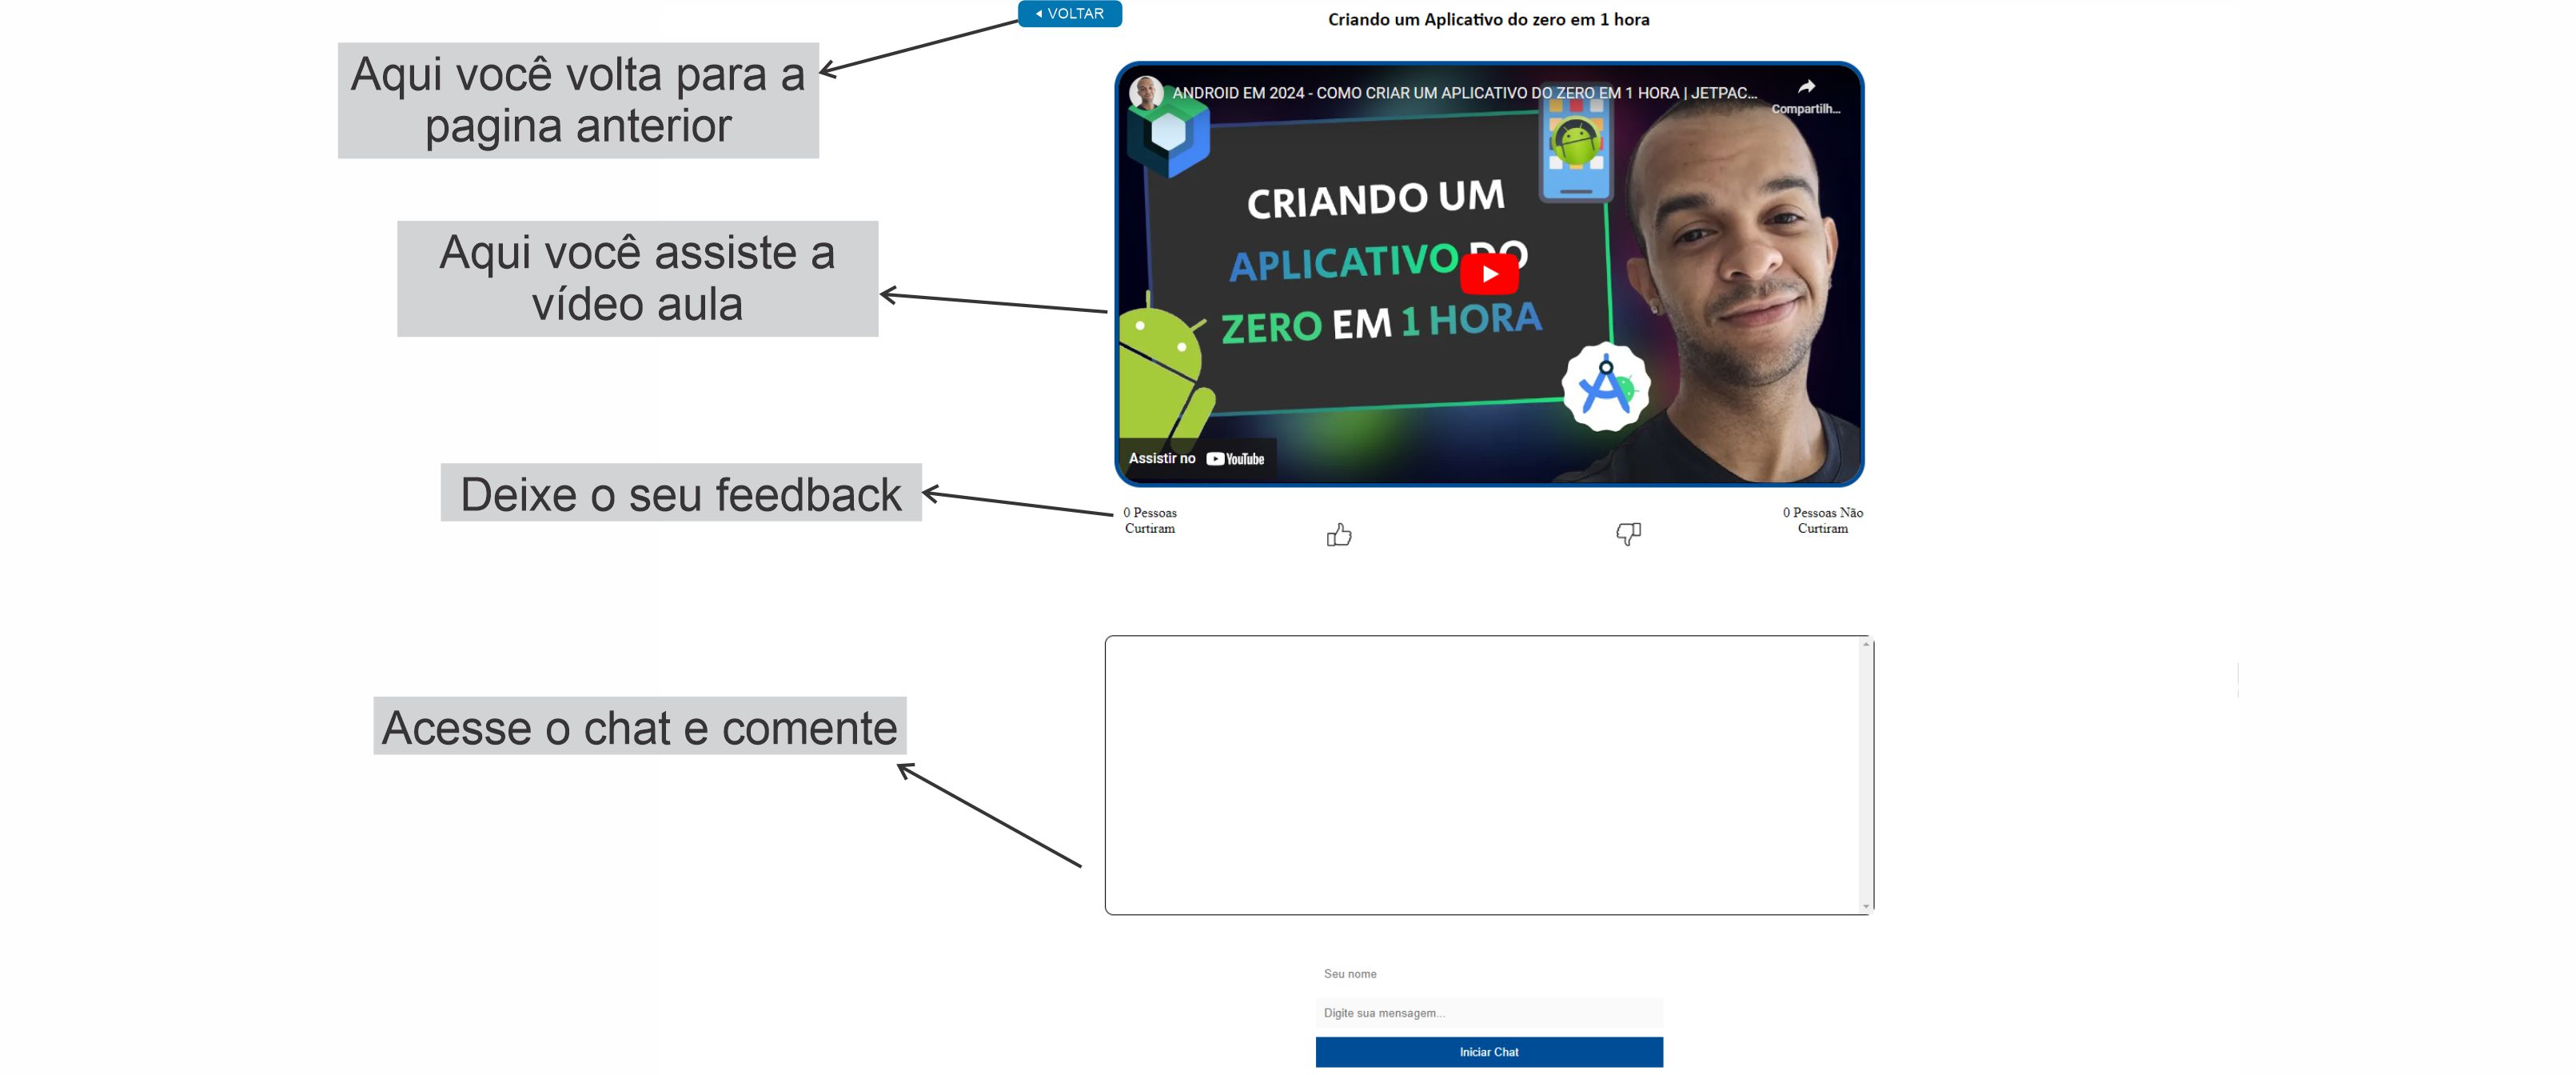 VOLTAR
Criando um Aplicativo do zero em 1 hora
Aqui você volta para a
pagina anterior
ANDROID EM 2024 - COMO CRIAR UM APLICATIVO DO ZERO EM 1 HORA | JETPAC...
Compartilh...
CRIANDO UM
APLICATIVO DO
ZERO EM 1 HORA
Aqui você assiste a
vídeo aula
Assistir no YouTube
Deixe o seu feedback
0 Pessoas
Curtiram
0 Pessoas Não
Curtiram
Acesse o chat e comente
Seu nome
Digite sua mensagem...
Iniciar Chat